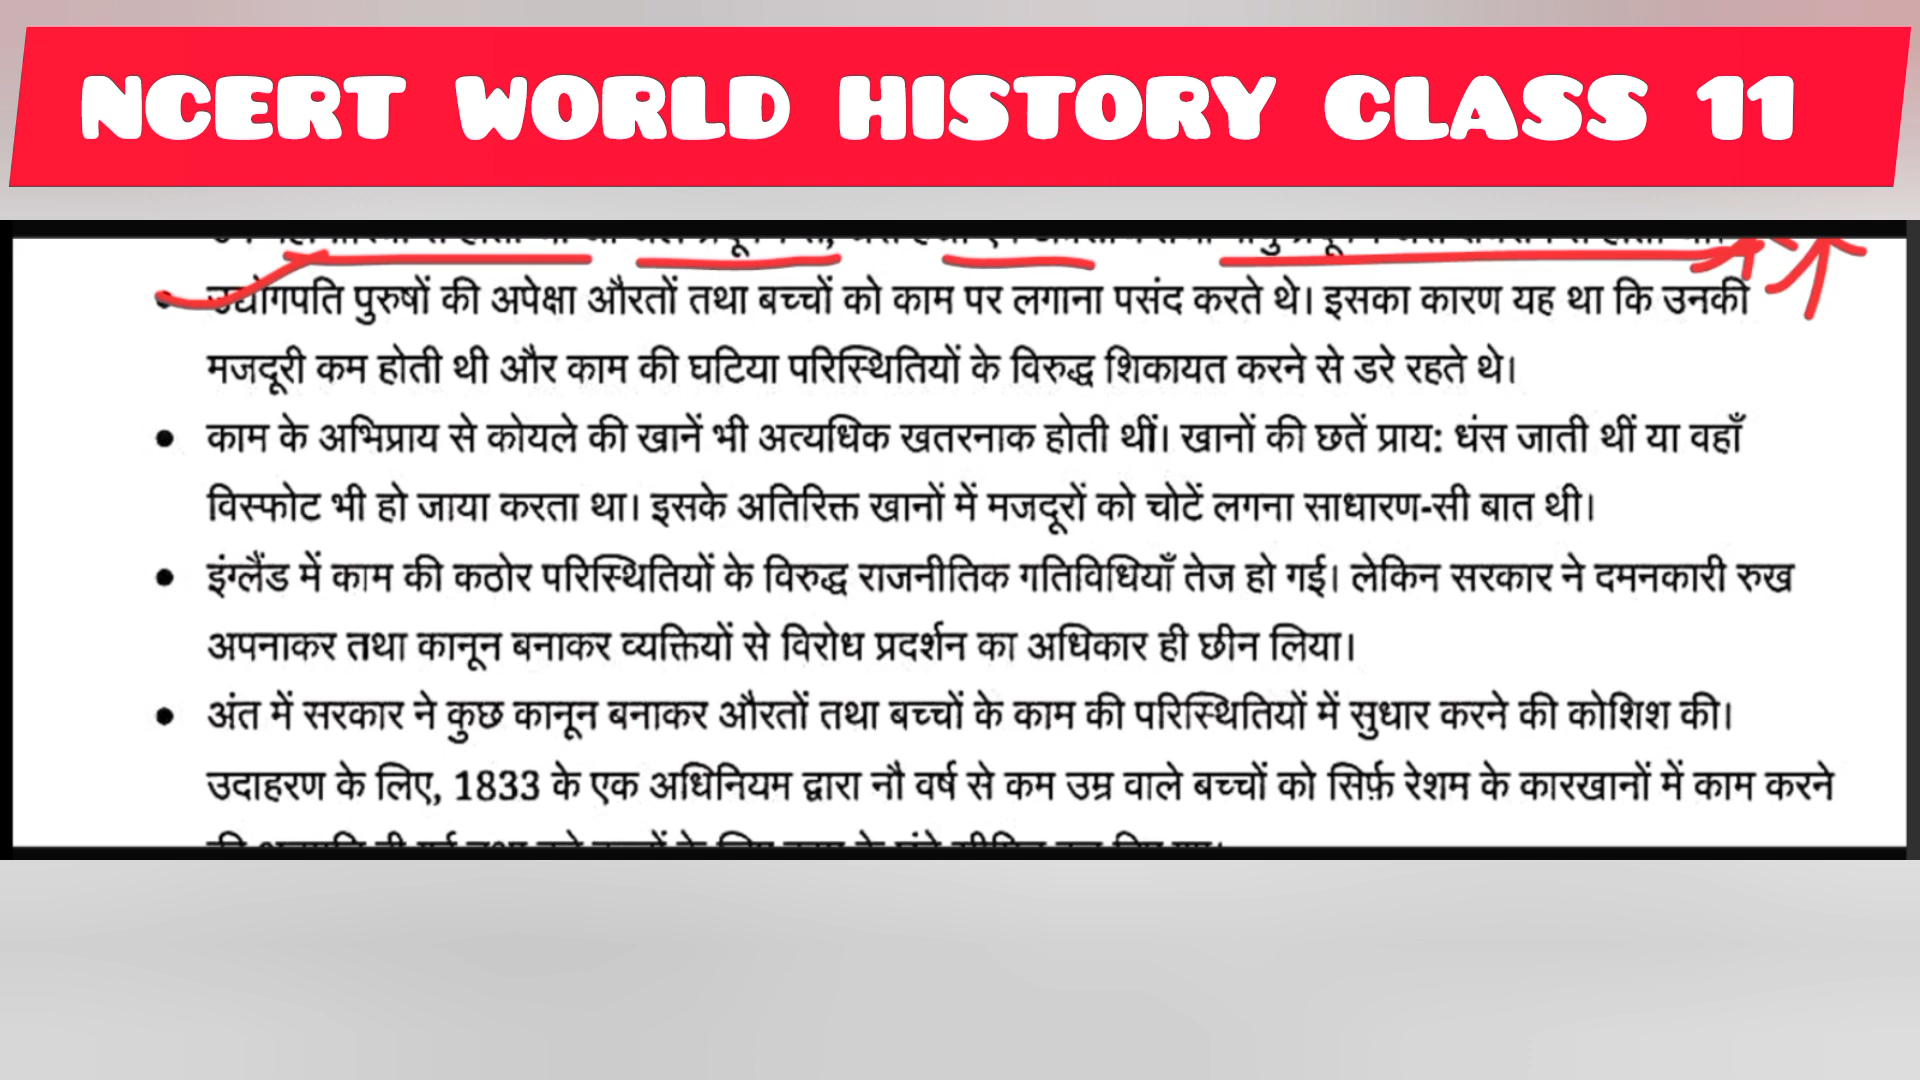 NCERT WORLD HISTORY CLASS 11
उद्योगपति पुरुषों की अपेक्षा औरतों तथा बच्चों को काम पर लगाना पसंद करते थे। इसका कारण यह था कि उनकी
मजदूरी कम होती थी और काम की घटिया परिस्थितियों के विरुद्ध शिकायत करने से डरे रहते थे।
• काम के अभिप्राय से कोयले की खानें भी अत्यधिक खतरनाक होती थीं। खानों की छतें प्राय: धंस जाती थीं या वहाँ
विस्फोट भी हो जाया करता था। इसके अतिरिक्त खानों में मजदूरों को चोटें लगना साधारण-सी बात थी।
• इंग्लैंड में काम की कठोर परिस्थितियों के विरुद्ध राजनीतिक गतिविधियाँ तेज हो गई। लेकिन सरकार ने दमनकारी रुख
अपनाकर तथा कानून बनाकर व्यक्तियों से विरोध प्रदर्शन का अधिकार ही छीन लिया।
• अंत में सरकार ने कुछ कानून बनाकर औरतों तथा बच्चों के काम की परिस्थितियों में सुधार करने की कोशिश की।
उदाहरण के लिए, 1833 के एक अधिनियम द्वारा नौ वर्ष से कम उम्र वाले बच्चों को सिर्फ़ रेशम के कारखानों में काम करने